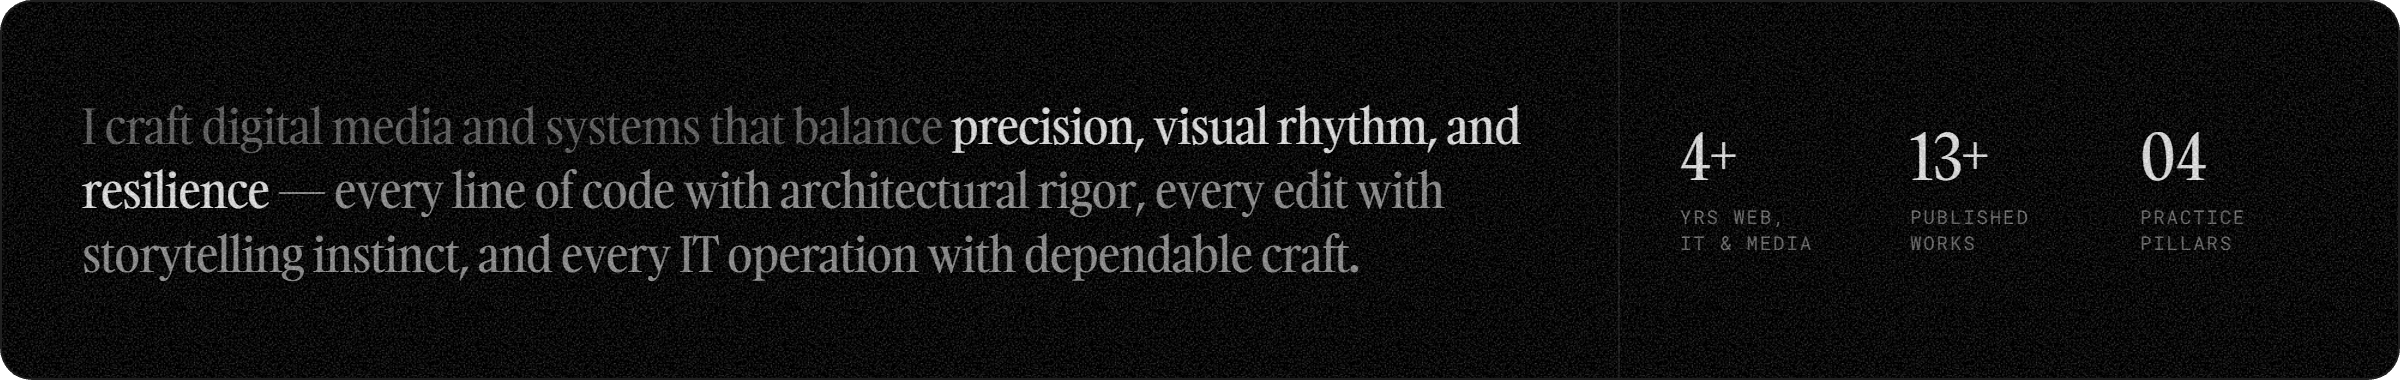 I craft digital media and systems that balance precision, visual rhythm, and
resilience — every line of code with architectural rigor, every edit with
storytelling instinct, and every IT operation with dependable craft.
4+
YRS WEB,
IT & MEDIA
13+
PUBLISHED
WORKS
04
PRACTICE
PILLARS